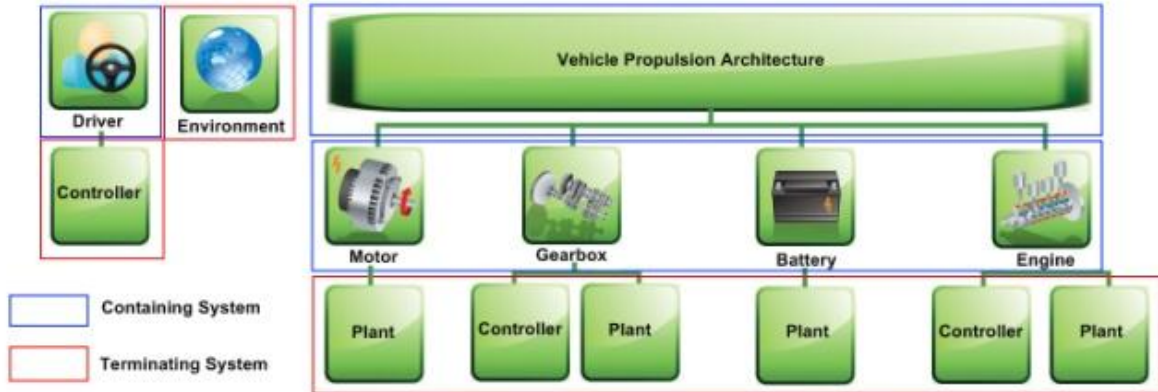 Vehicle Propulsion Architecture
Driver
Environment
Controller
Motor
Gearbox
Battery
Engine
Containing System
Terminating System
Plant
Controller
Plant
Plant
Controller
Plant